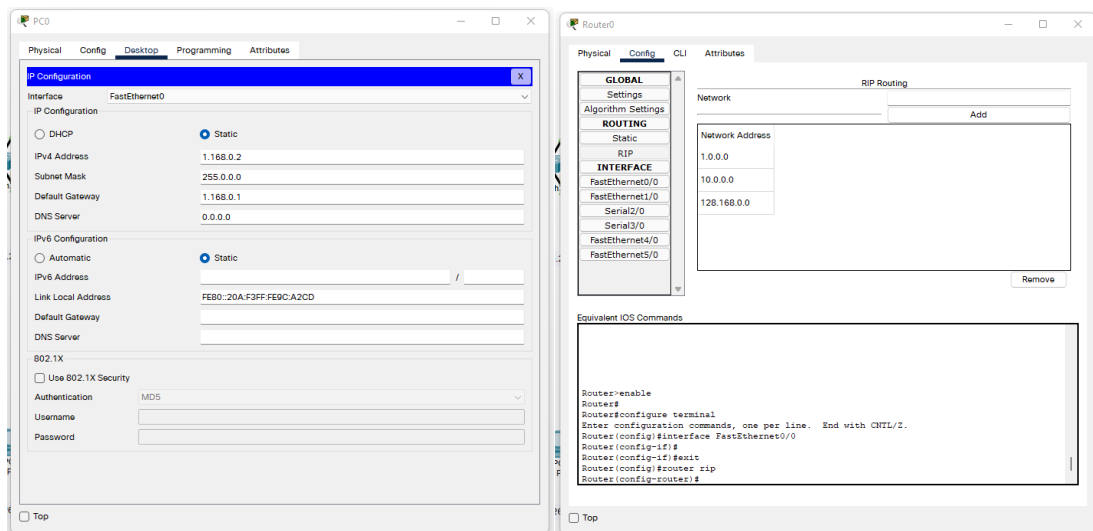 PC0
Physical Config Desktop Programming Attributes
IP Configuration X
Interface FastEthernet0
IP Configuration
DHCP Static
IPv4 Address 1.168.0.2
Subnet Mask 255.0.0.0
Default Gateway 1.168.0.1
DNS Server 0.0.0.0
IPv6 Configuration
Automatic Static
IPv6 Address /
Link Local Address FE80::20A:F3FF:FE9C:A2CD
Default Gateway
DNS Server
802.1X
Use 802.1X Security
Authentication MD5
Username
Password
Top
Router0
Physical Config CLI Attributes
GLOBAL
Settings
Algorithm Settings
ROUTING
Static
RIP
INTERFACE
FastEthernet0/0
FastEthernet1/0
Serial2/0
Serial3/0
FastEthernet4/0
FastEthernet5/0
RIP Routing
Network
Add
Network Address
1.0.0.0
10.0.0.0
128.168.0.0
Remove
Equivalent IOS Commands
Router>enable
Router#
Router#configure terminal
Enter configuration commands, one per line. End with CNTL/Z.
Router(config)#interface FastEthernet0/0
Router(config-if)#
Router(config-if)#exit
Router(config)#router rip
Router(config-router)#
Top